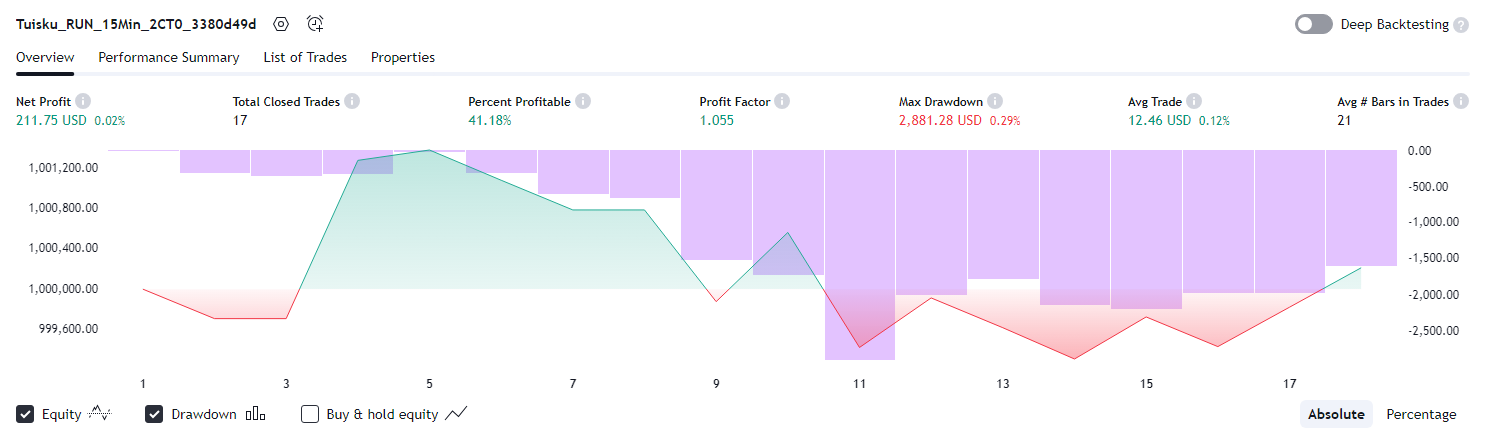 Tuisku_RUN_15Min_2CT0_3380d49d
Deep Backtesting ?
Overview Performance Summary List of Trades Properties
Net Profit Total Closed Trades Percent Profitable Profit Factor Max Drawdown Avg Trade Avg # Bars in Trades
211.75 USD 0.02% 17 41.18% 1.055 2,881.28 USD 0.29% 12.46 USD 0.12% 21
0.00
1,001,200.00
-500.00
1,000,800.00
-1,000.00
1,000,400.00
-1,500.00
1,000,000.00
-2,000.00
999,600.00
-2,500.00
1 3 5 7 9 11 13 15 17
Equity Drawdown Buy & hold equity Absolute Percentage